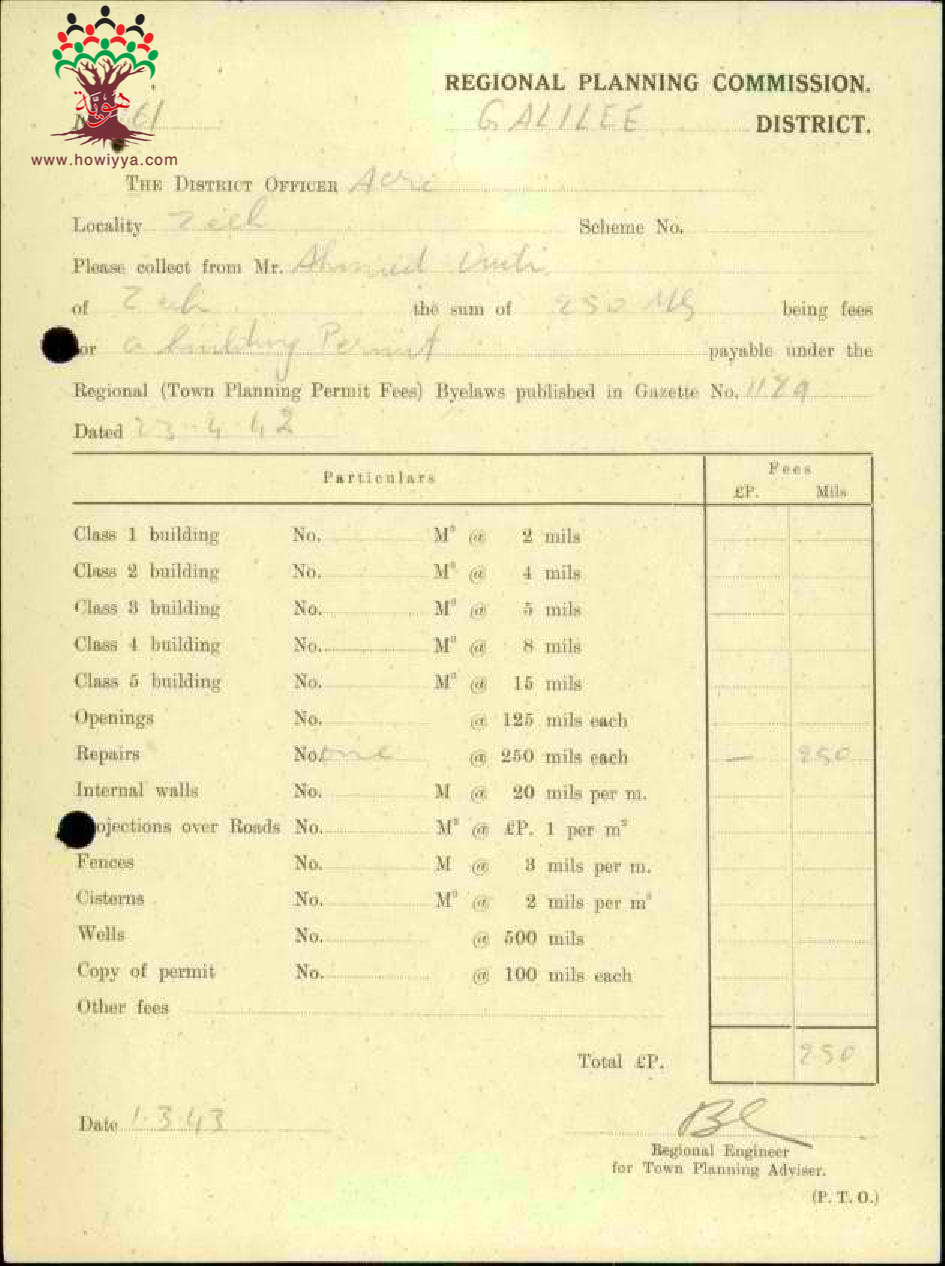 هوية
www.howiyya.com
REGIONAL PLANNING COMMISSION.
61
GALILEE DISTRICT.
THE DISTRICT OFFICER Acre
Locality Zeeb Scheme No.
Please collect from Mr. Ahmed
of Zeeb the sum of 250 Mls being fees
or a building Permit payable under the
Regional (Town Planning Permit Fees) Byelaws published in Gazette No. 1189
Dated 23.4.42
Particulars Fees
£P. Mils
Class 1 building No. M² @ 2 mils
Class 2 building No. M² @ 4 mils
Class 3 building No. M² @ 5 mils
Class 4 building No. M² @ 8 mils
Class 5 building No. M² @ 15 mils
Openings No. @ 125 mils each
Repairs No. one @ 250 mils each — 250
Internal walls No. M @ 20 mils per m.
ojections over Roads No. M² @ £P. 1 per m²
Fences No. M @ 3 mils per m.
Cisterns No. M³ @ 2 mils per m³
Wells No. @ 500 mils
Copy of permit No. @ 100 mils each
Other fees
Total £P. 250
Date 1.3.43
Regional Engineer
for Town Planning Adviser.
(P. T. O.)